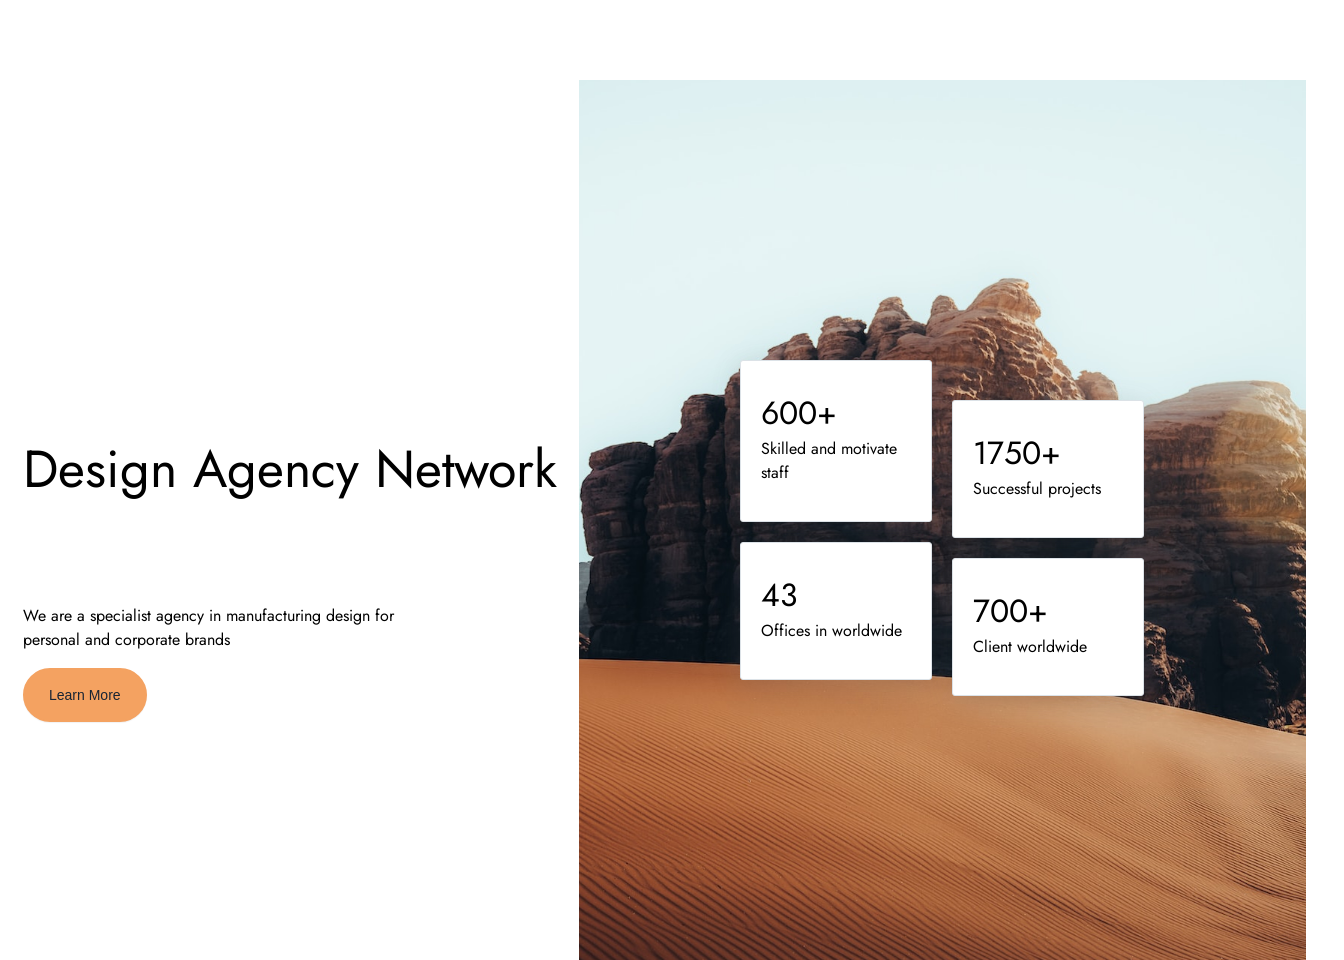 Design Agency Network
We are a specialist agency in manufacturing design for
personal and corporate brands
Learn More
600+
Skilled and motivate
staff
1750+
Successful projects
43
Offices in worldwide
700+
Client worldwide